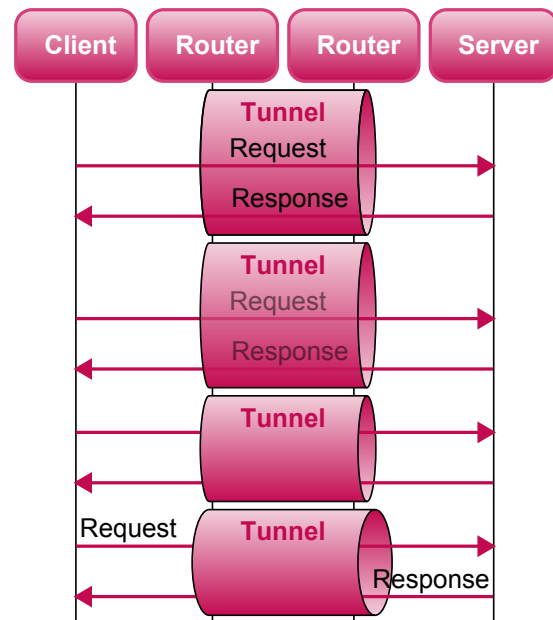 Client Router Router Server
Tunnel
Request
Response
Tunnel
Request
Response
Tunnel
Tunnel
Request
Response